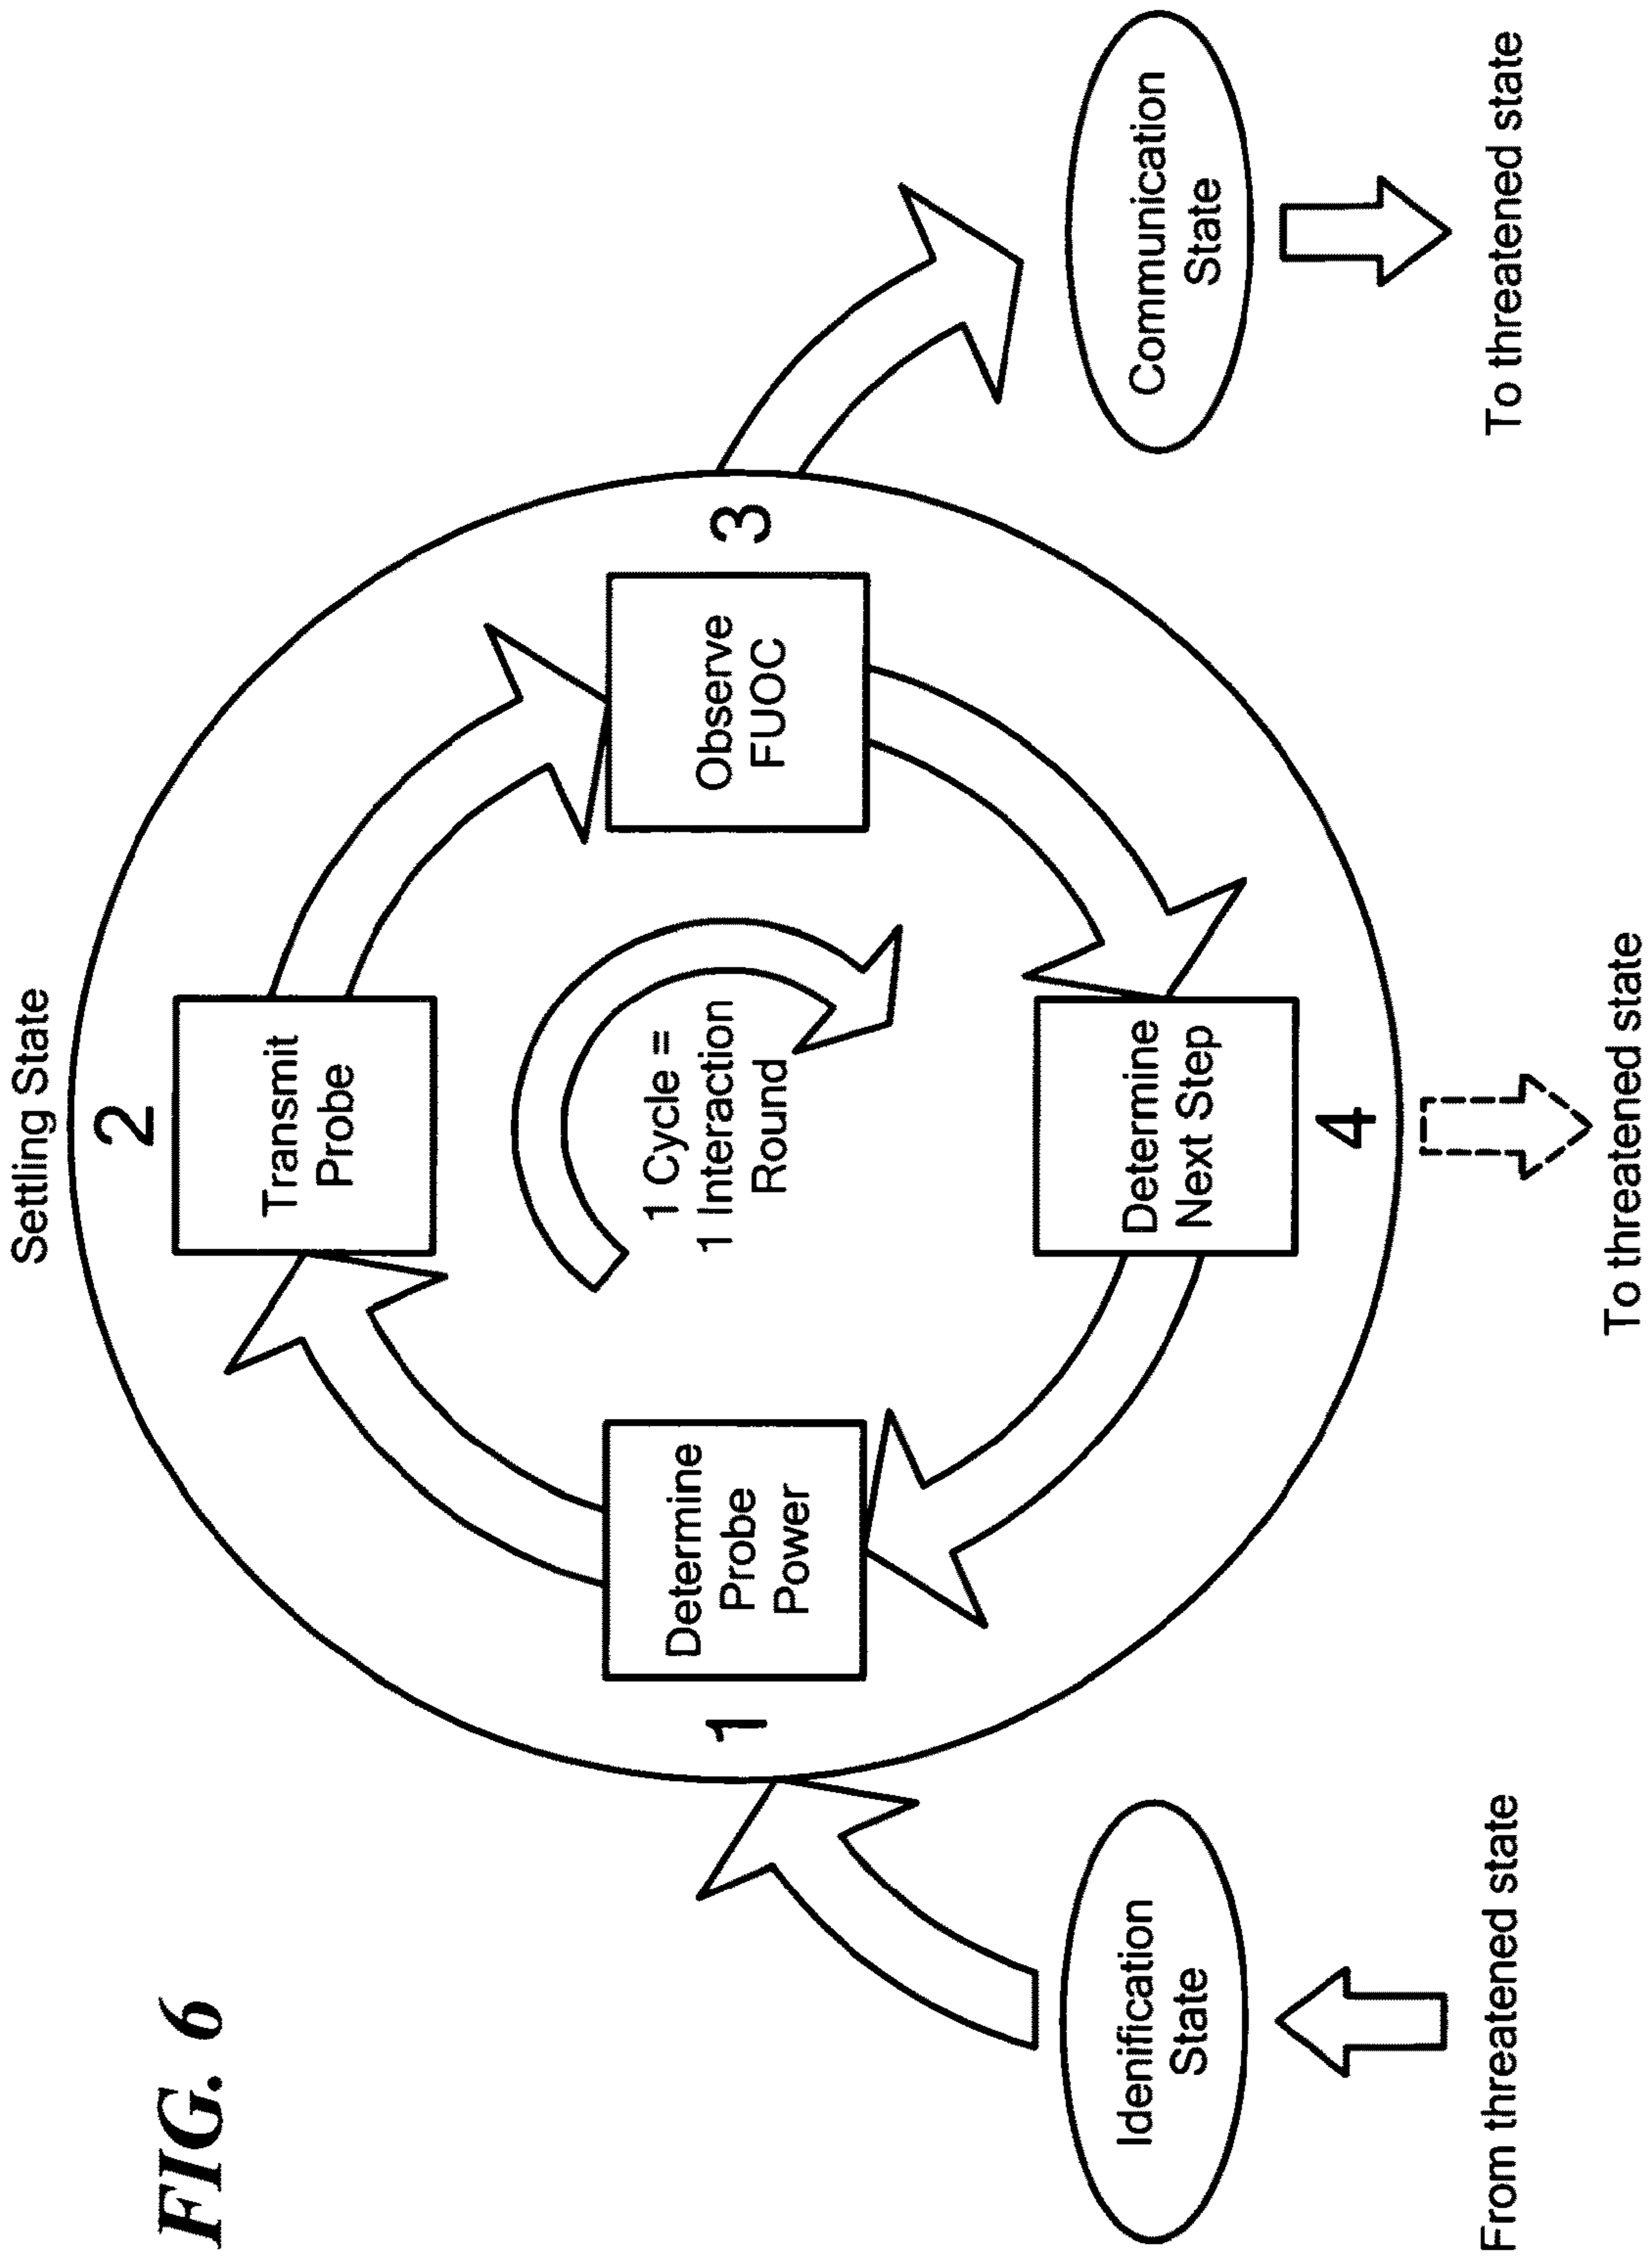 FIG. 6
Settling State
2
Transmit
Probe
1
Determine
Probe
Power
1 Cycle =
1 Interaction
Round
Observe
FUOC
3
Determine
Next Step
4
Idenification
State
Communication
State
From threatened state
To threatened state
To threatened state